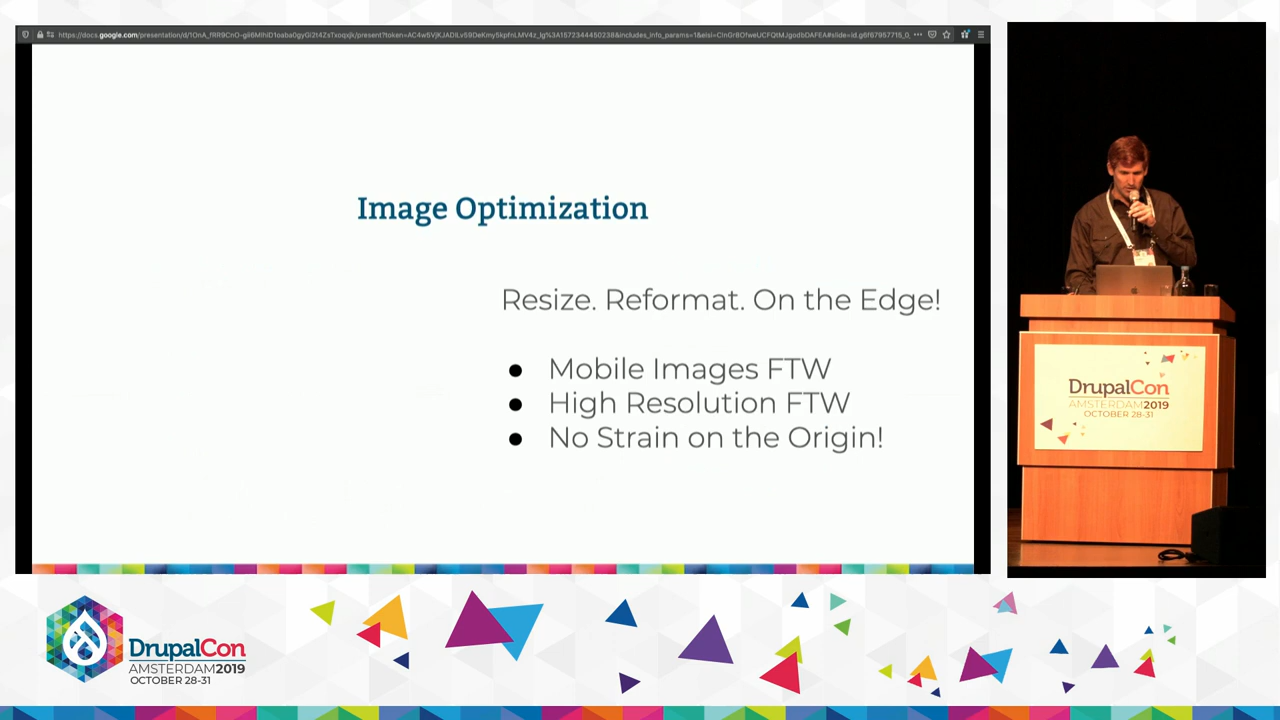 Image Optimization
Resize. Reformat. On the Edge!
● Mobile Images FTW
● High Resolution FTW
● No Strain on the Origin!
DrupalCon
AMSTERDAM2019
OCTOBER 28-31
DrupalCon
AMSTERDAM2019
OCTOBER 28-31